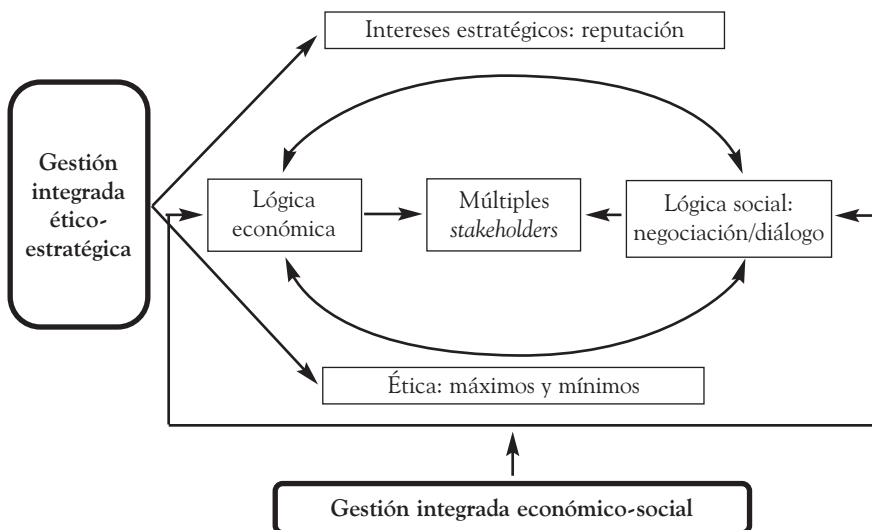 Intereses estratégicos: reputación
Gestión
integrada
ético-
estratégica
Lógica
económica
Múltiples
stakeholders
Lógica social:
negociación/diálogo
Ética: máximos y mínimos
Gestión integrada económico-social